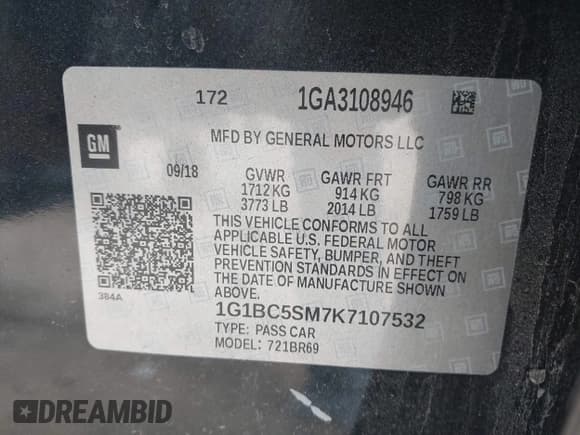 172 1GA3108946
GM
MFD BY GENERAL MOTORS LLC
09/18
GVWR GAWR FRT GAWR RR
1712 KG 914 KG 798 KG
3773 LB 2014 LB 1759 LB
THIS VEHICLE CONFORMS TO ALL
APPLICABLE U.S. FEDERAL MOTOR
VEHICLE SAFETY, BUMPER, AND THEFT
PREVENTION STANDARDS IN EFFECT ON
THE DATE OF MANUFACTURE SHOWN
ABOVE.
384A
1G1BC5SM7K7107532
TYPE: PASS CAR
MODEL: 721BR69
DREAMBID